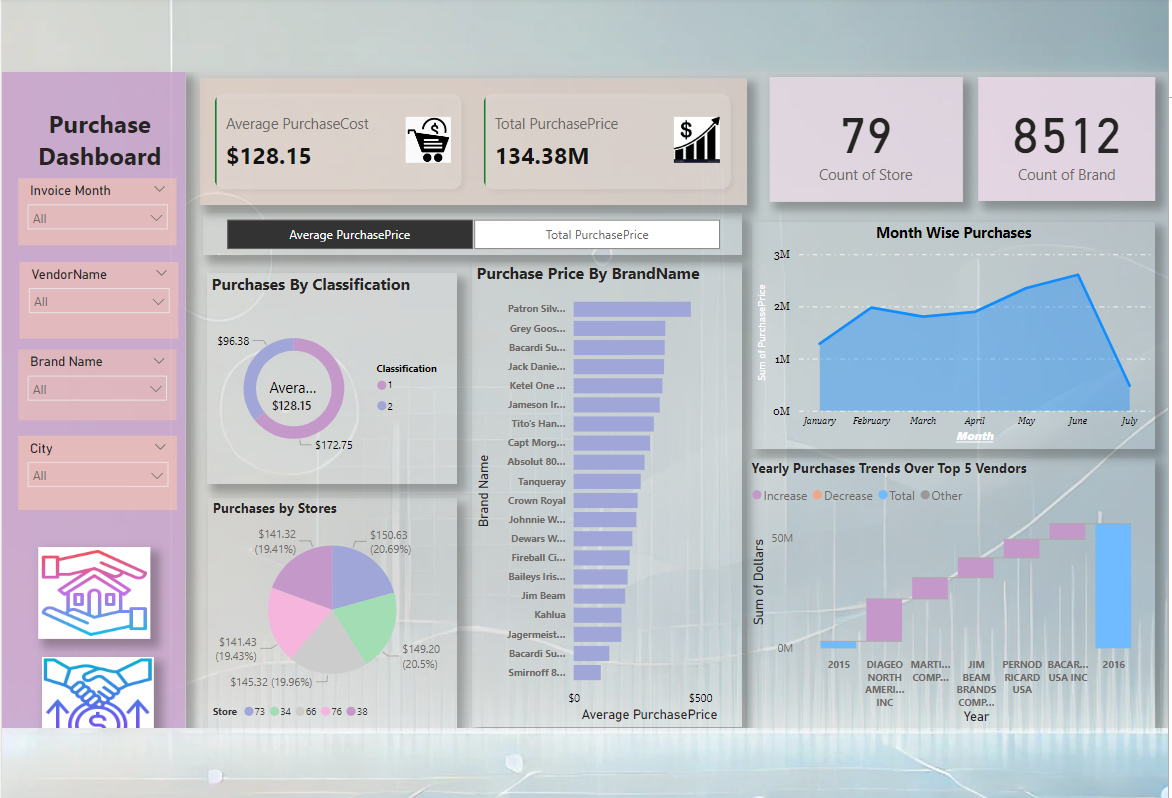 Purchase
Dashboard
Invoice Month
All
VendorName
All
Brand Name
All
City
All
Average PurchaseCost
$128.15
Total PurchasePrice
134.38M
79
Count of Store
8512
Count of Brand
Average PurchasePrice
Total PurchasePrice
Purchases By Classification
$96.38
Avera...
$128.15
$172.75
Classification
1
2
Purchases by Stores
$141.32
(19.41%)
$150.63
(20.69%)
$141.43
(19.43%)
$149.20
(20.5%)
$145.32 (19.96%)
Store
73
34
66
76
38
Purchase Price By BrandName
Brand Name
Patron Silv...
Grey Goos...
Bacardi Su...
Jack Danie...
Ketel One ...
Jameson Ir...
Tito's Han...
Capt Morg...
Absolut 80...
Tanqueray
Crown Royal
Johnnie W...
Dewars W...
Fireball Ci...
Baileys Iris...
Jim Beam
Kahlua
Jagermeist...
Bacardi Su...
Smirnoff 8...
$0
$500
Average PurchasePrice
Month Wise Purchases
Sum of PurchasePrice
3M
2M
1M
0M
January
February
March
April
May
June
July
Month
Yearly Purchases Trends Over Top 5 Vendors
Increase
Decrease
Total
Other
Sum of Dollars
50M
0M
2015
DIAGEO
NORTH
AMERI...
INC
MARTI...
COMP...
JIM
BEAM
BRANDS
COMP...
PERNOD
RICARD
USA
BACAR...
USA INC
2016
Year